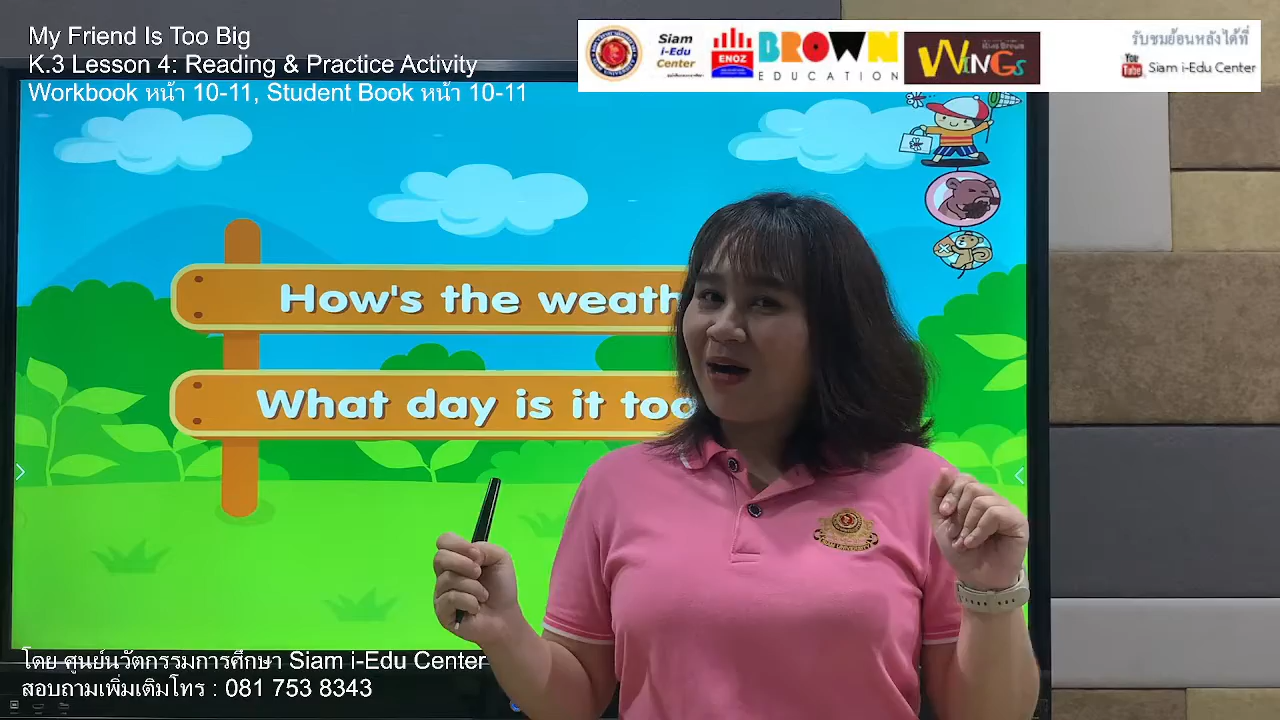 My Friend Is Too Big
K.3 Lesson 4: Reading & Practice Activity
Workbook หน้า 10-11, Student Book หน้า 10-11
Siam
i-Edu
Center
ENOZ
BROWN
EDUCATION
WINGS
รับชมย้อนหลังได้ที่
You
Tube
Siam i-Edu Center
How's the weath
What day is it too
SIAM UNIVERSITY
โดย ศูนย์นวัตกรรมการศึกษา Siam i-Edu Center
สอบถามเพิ่มเติมโทร : 081 753 8343